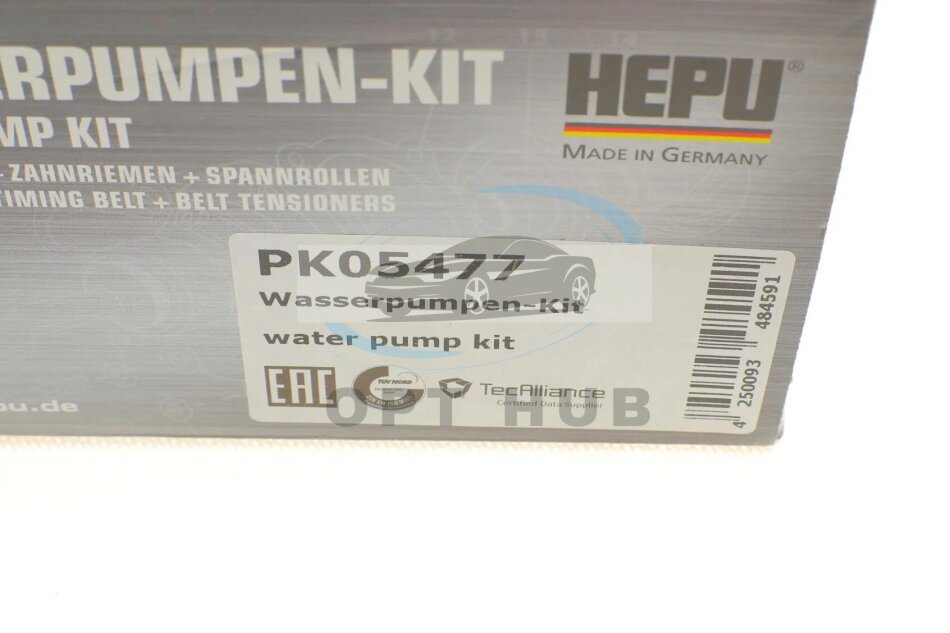 ERPUMPEN-KIT
MP KIT
- ZAHNRIEMEN + SPANNROLLEN
TIMING BELT + BELT TENSIONERS
HEPU®
MADE IN GERMANY
PK05477
Wasserpumpen-Kit
water pump kit
EAC
TÜV NORD
TecAlliance
Certified Data Supplier
4 250093 484591
pu.de
OPT HUB